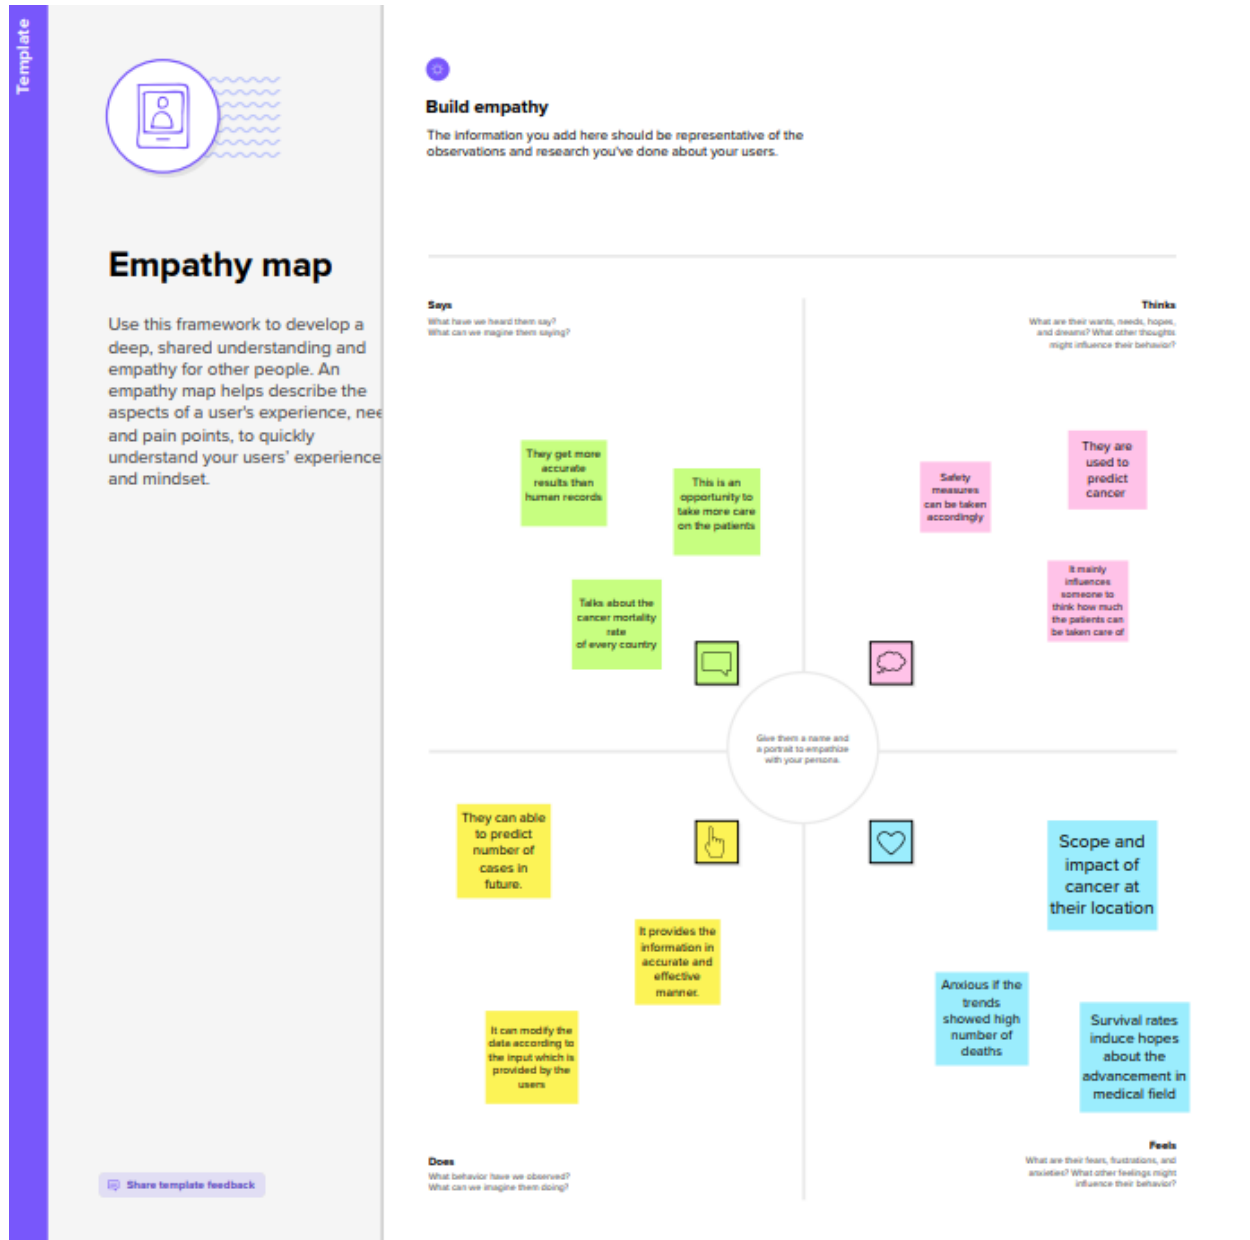 Template
Empathy map
Use this framework to develop a
deep, shared understanding and
empathy for other people. An
empathy map helps describe the
aspects of a user's experience, nee
and pain points, to quickly
understand your users' experience
and mindset.
Share template feedback
Build empathy
The information you add here should be representative of the
observations and research you've done about your users.
Says
What have we heard them say?
What can we imagine them saying?
Thinks
What are their wants, needs, hopes,
and dreams? What other thoughts
might influence their behavior?
They get more
accurate
results than
human records
This is an
opportunity to
take more care
on the patients
Talks about the
cancer mortality
rate
of every country
Safety
measures
can be taken
accordingly
They are
used to
predict
cancer
It mainly
influences
someone to
think how much
the patients can
be taken care of
Give them a name and
a portrait to empathize
with your persona.
They can able
to predict
number of
cases in
future.
It provides the
information in
accurate and
effective
manner.
It can modify the
data according to
the input which is
provided by the
users
Scope and
impact of
cancer at
their location
Anxious if the
trends
showed high
number of
deaths
Survival rates
induce hopes
about the
advancement in
medical field
Does
What behavior have we observed?
What can we imagine them doing?
Feels
What are their fears, frustrations, and
anxieties? What other feelings might
influence their behavior?